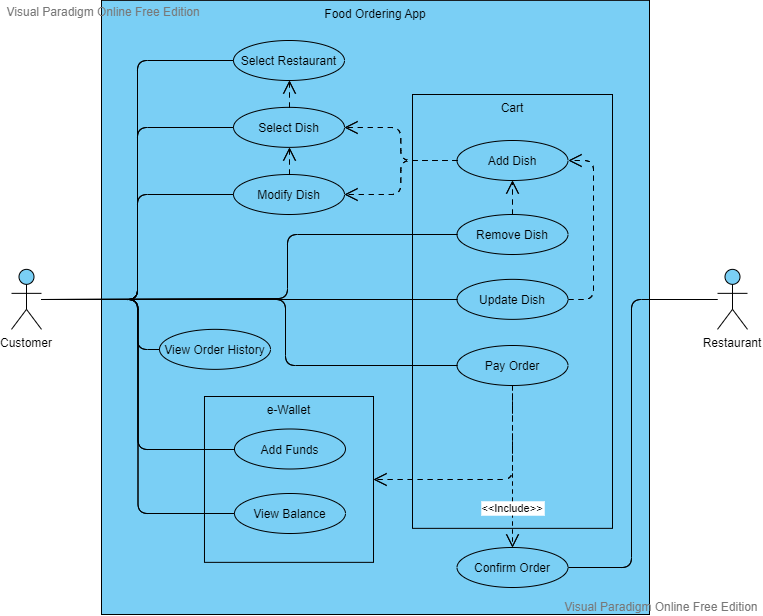 Visual Paradigm Online Free Edition
Food Ordering App
Select Restaurant
Cart
Select Dish
Add Dish
Modify Dish
Remove Dish
Update Dish
Customer
Restaurant
View Order History
Pay Order
e-Wallet
Add Funds
View Balance
<<Include>>
Confirm Order
Visual Paradigm Online Free Edition